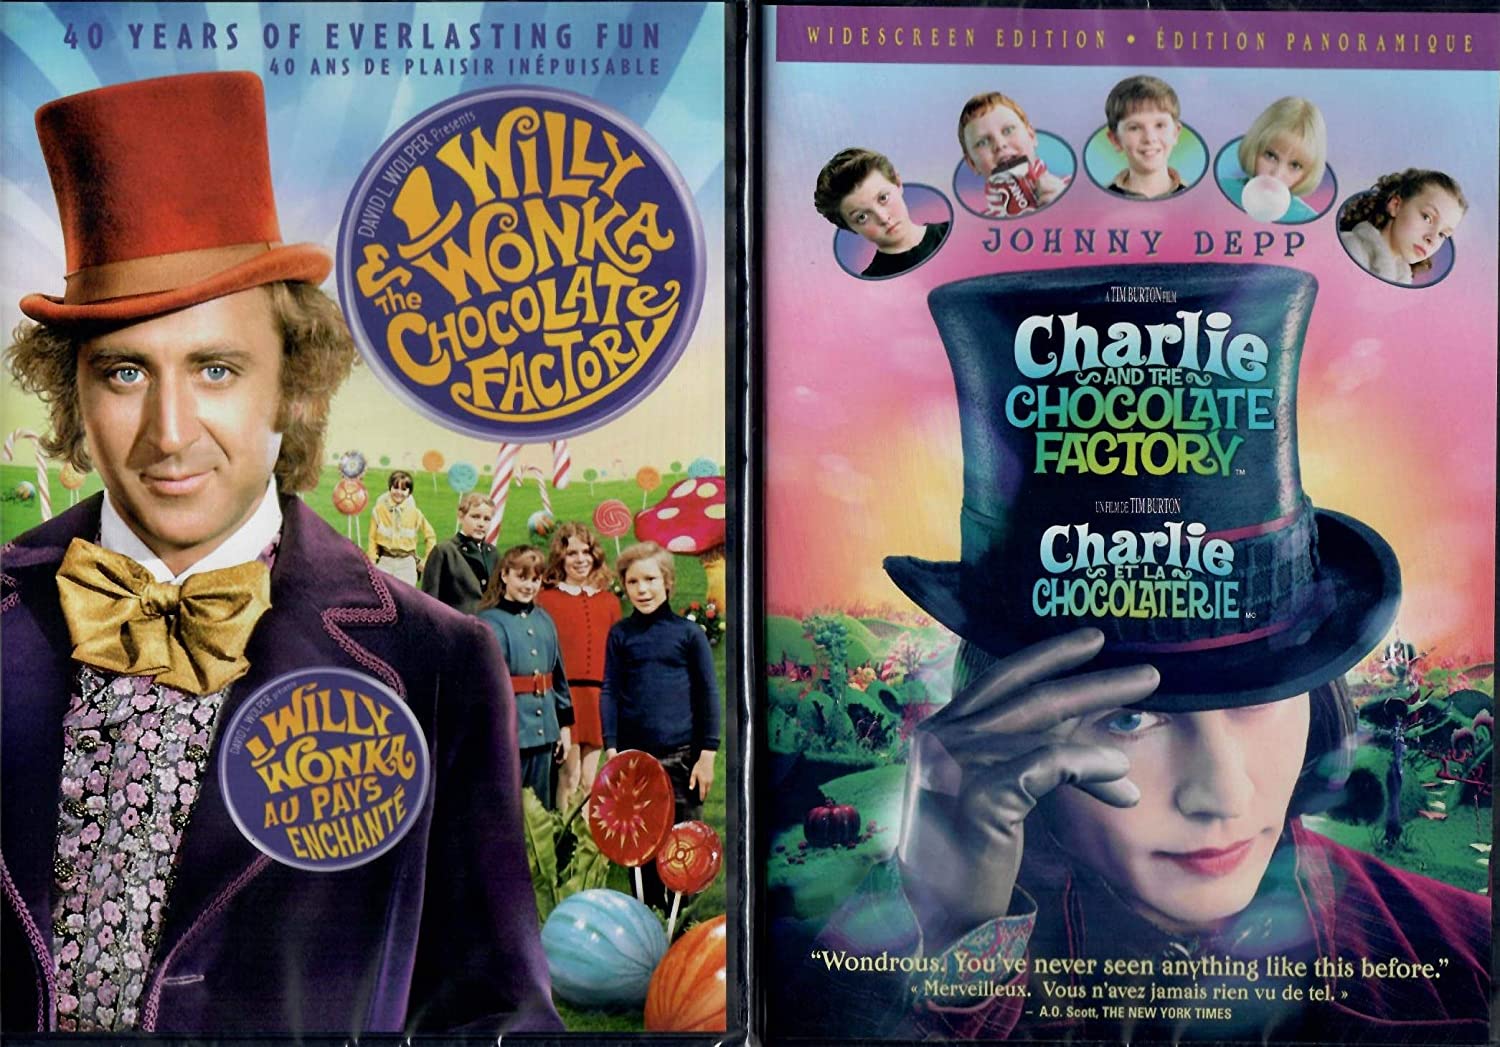 40 YEARS OF EVERLASTING FUN
40 ANS DE PLAISIR INÉPUISABLE
DAVID L. WOLPER Presents
WILLY
WONKA
& THE
CHOCOLATE
FACTORY
DAVID L. WOLPER présente
WILLY
WONKA
AU PAYS
ENCHANTÉ
WIDESCREEN EDITION • ÉDITION PANORAMIQUE
JOHNNY DEPP
A TIM BURTON FILM
Charlie
AND THE
CHOCOLATE
FACTORY™
UN FILM DE TIM BURTON
Charlie
ET LA
CHOCOLATERIE MC
“Wondrous. You've never seen anything like this before.”
« Merveilleux. Vous n'avez jamais rien vu de tel. »
– A.O. Scott, THE NEW YORK TIMES